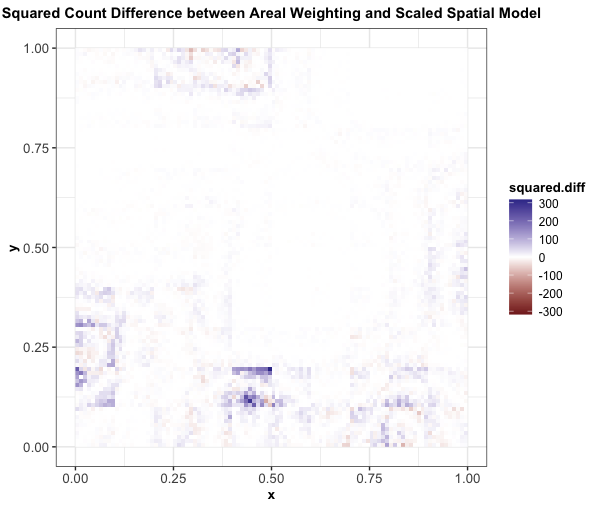 Squared Count Difference between Areal Weighting and Scaled Spatial Model
1.00
0.75
0.50
0.25
0.00
y
0.00 0.25 0.50 0.75 1.00
x
squared.diff
300
200
100
0
-100
-200
-300